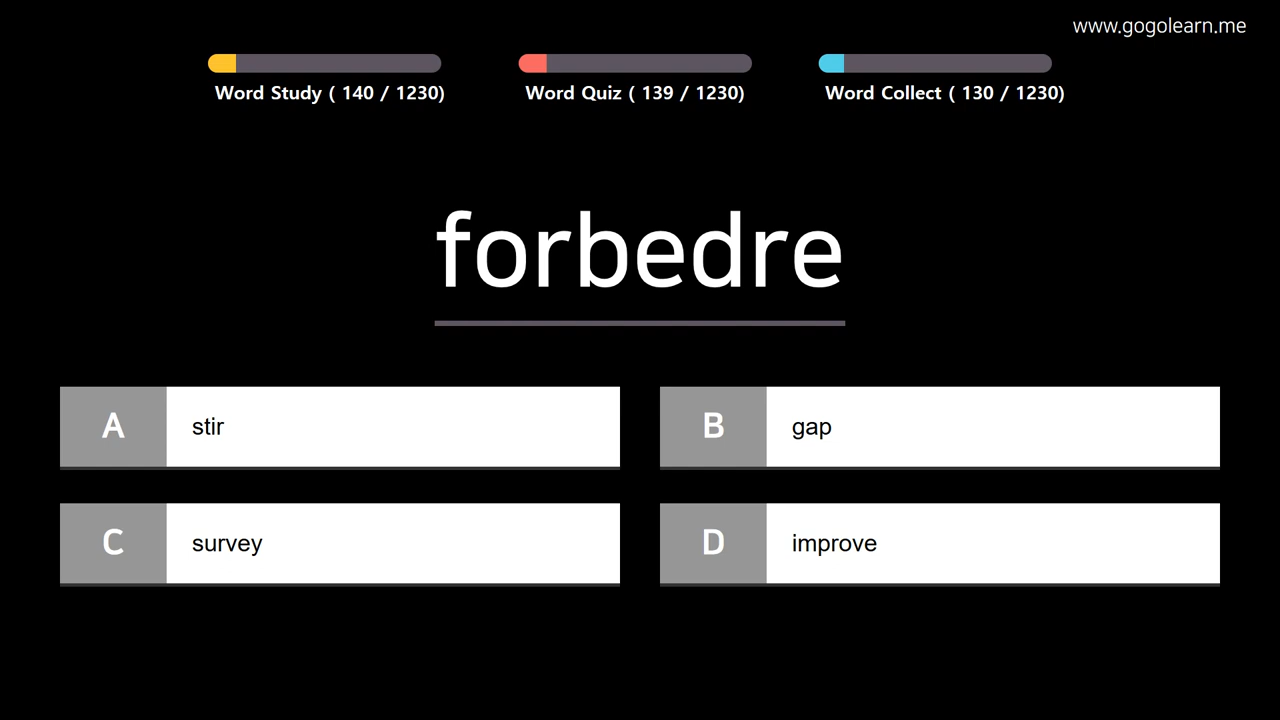 www.gogolearn.me
Word Study ( 140 / 1230)
Word Quiz ( 139 / 1230)
Word Collect ( 130 / 1230)
forbedre
A stir
B gap
C survey
D improve